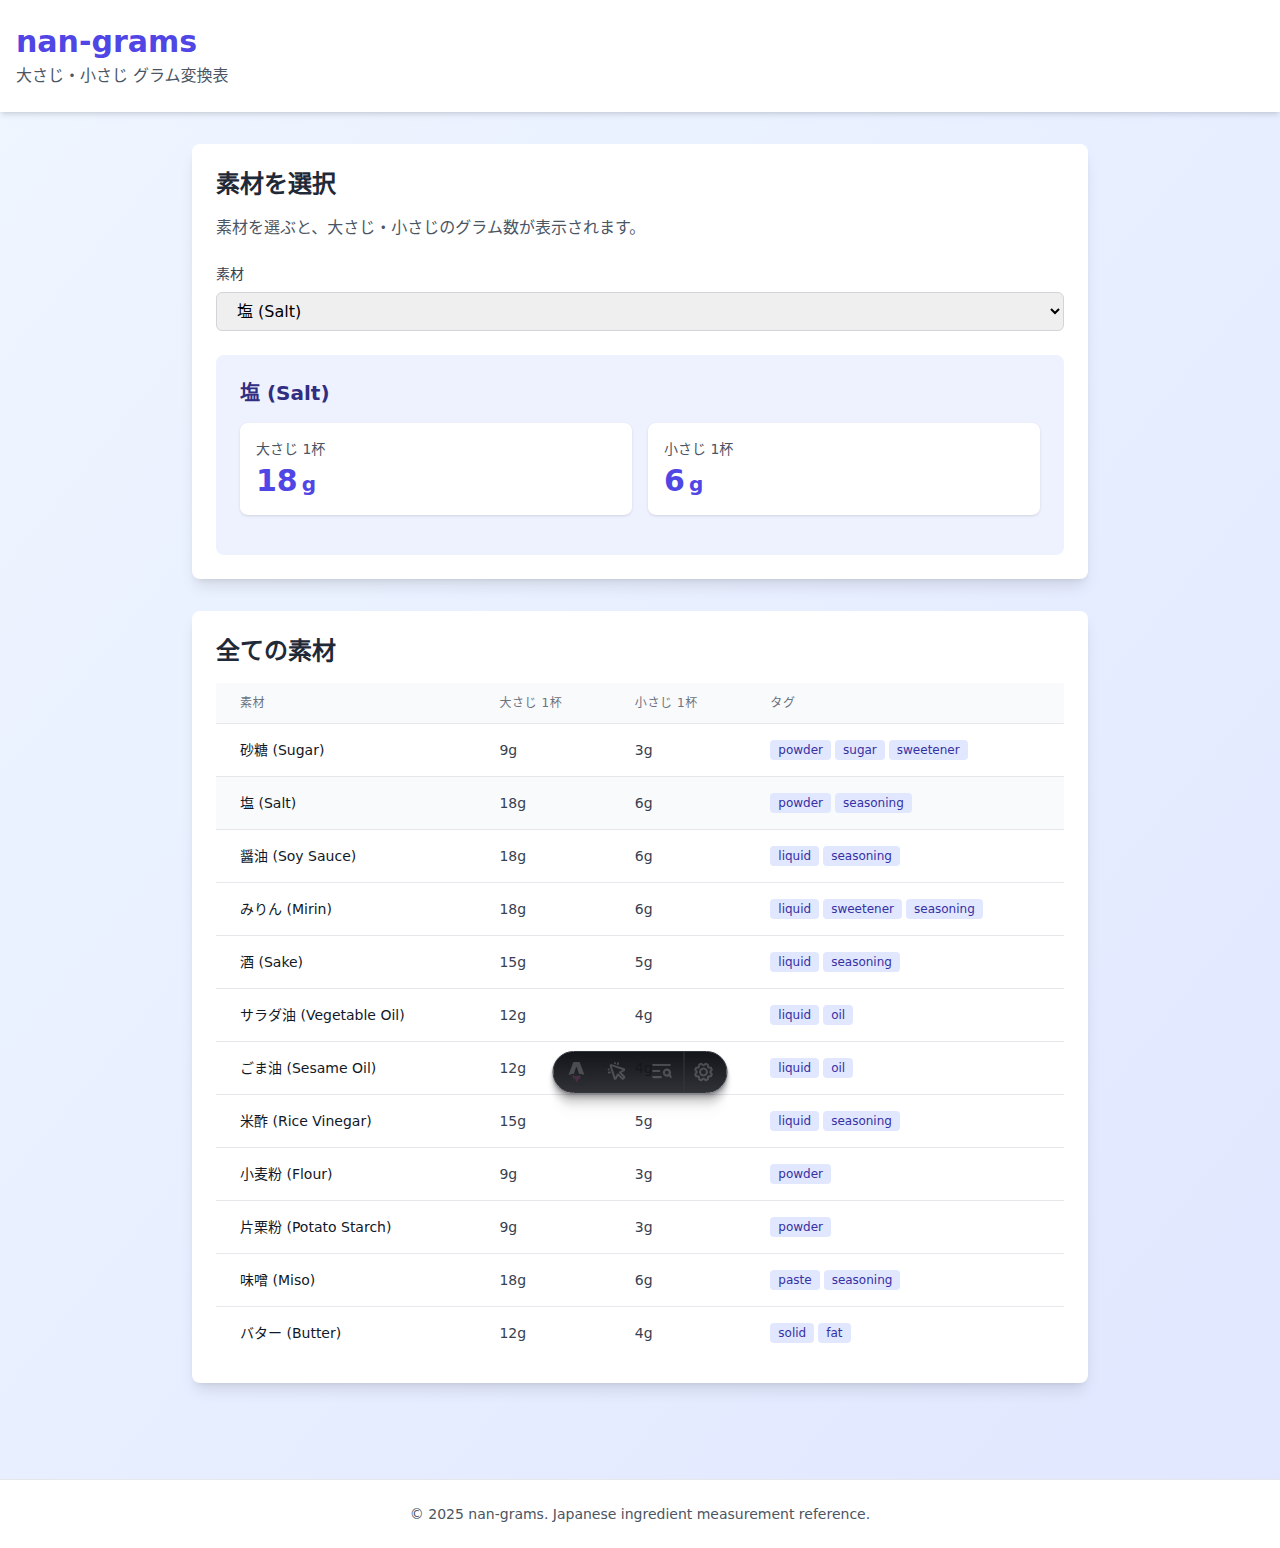 nan-grams
大さじ・小さじ グラム変換表
素材を選択
素材を選ぶと、大さじ・小さじのグラム数が表示されます。
素材
塩 (Salt)
塩 (Salt)
大さじ 1杯 小さじ 1杯
18 g 6 g
全ての素材
素材 大さじ 1杯 小さじ 1杯 タグ
砂糖 (Sugar) 9g 3g powder sugar sweetener
塩 (Salt) 18g 6g powder seasoning
醤油 (Soy Sauce) 18g 6g liquid seasoning
みりん (Mirin) 18g 6g liquid sweetener seasoning
酒 (Sake) 15g 5g liquid seasoning
サラダ油 (Vegetable Oil) 12g 4g liquid oil
ごま油 (Sesame Oil) 12g liquid oil
米酢 (Rice Vinegar) 15g 5g liquid seasoning
小麦粉 (Flour) 9g 3g powder
片栗粉 (Potato Starch) 9g 3g powder
味噌 (Miso) 18g 6g paste seasoning
バター (Butter) 12g 4g solid fat
© 2025 nan-grams. Japanese ingredient measurement reference.